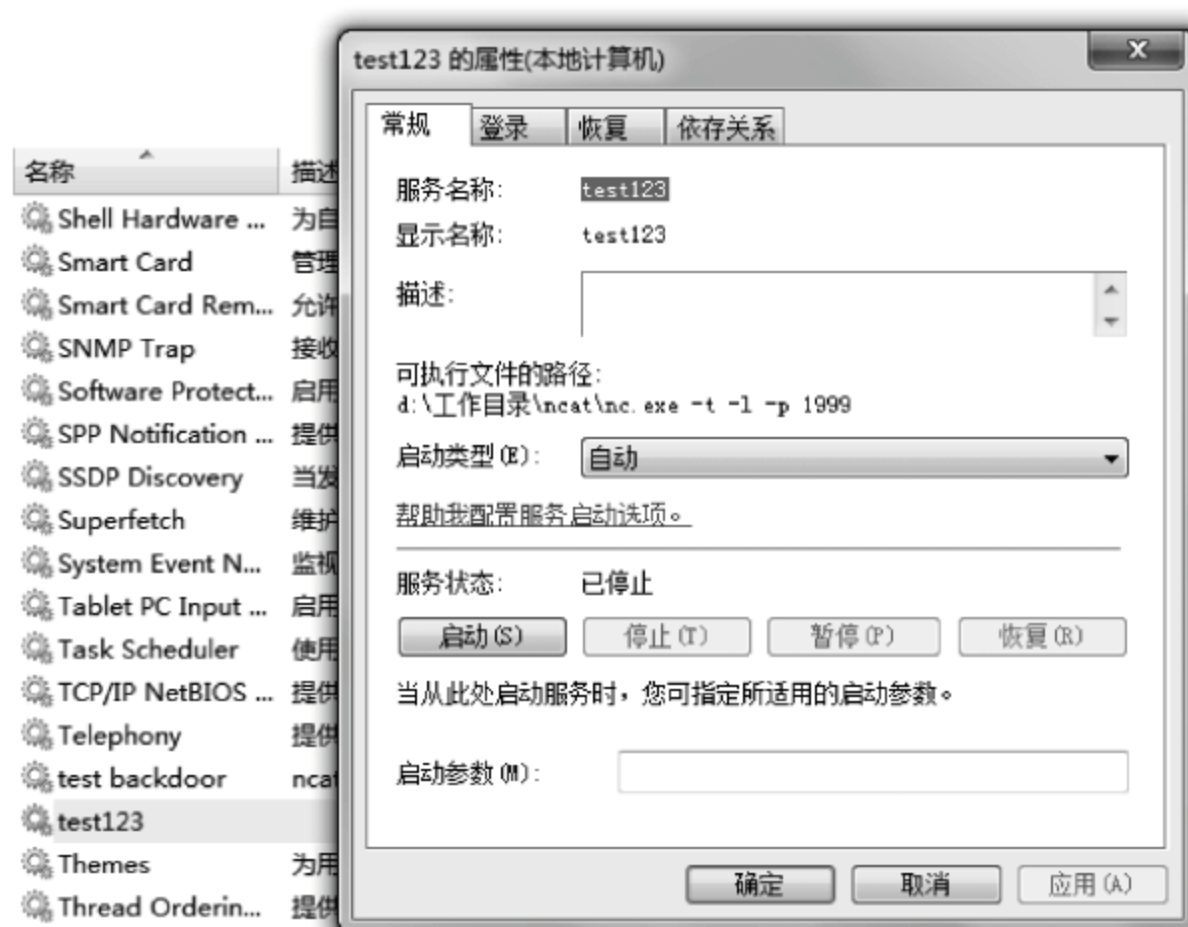 test123 的属性(本地计算机)
常规 登录 恢复 依存关系
服务名称: test123
显示名称: test123
描述:
可执行文件的路径:
d:\工作目录\ncat\nc.exe -t -l -p 1999
启动类型(E): 自动
帮助我配置服务启动选项。
服务状态: 已停止
启动(S) 停止(T) 暂停(P) 恢复(R)
当从此处启动服务时，您可指定所适用的启动参数。
启动参数(M):
确定 取消 应用(A)
名称 描述
Shell Hardware ... 为自
Smart Card 管理
Smart Card Rem... 允许
SNMP Trap 接收
Software Protect... 启用
SPP Notification ... 提供
SSDP Discovery 当发
Superfetch 维护
System Event N... 监视
Tablet PC Input ... 启用
Task Scheduler 使用
TCP/IP NetBIOS ... 提供
Telephony 提供
test backdoor ncat
test123
Themes 为用
Thread Orderin... 提供